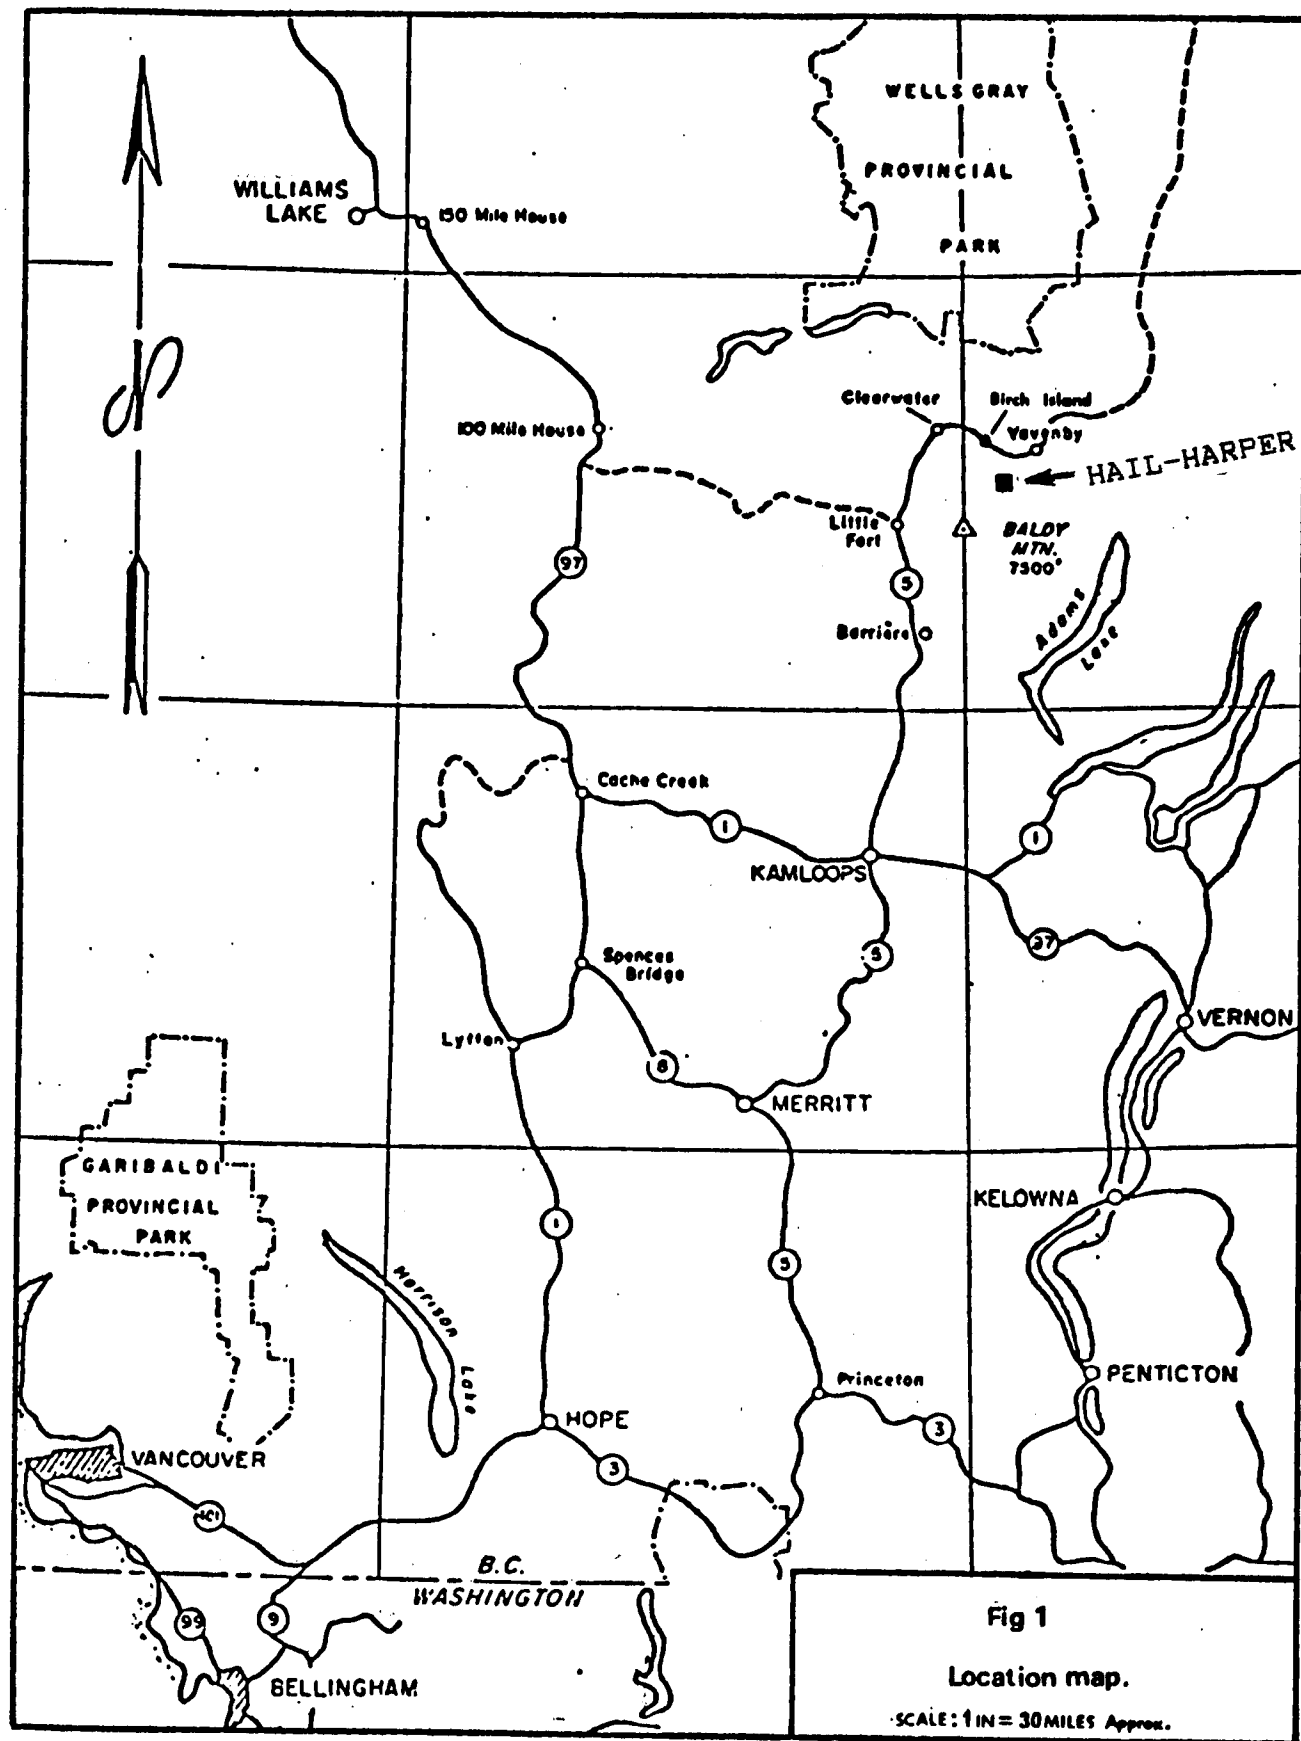 WELLS GRAY
PROVINCIAL
PARK
WILLIAMS
LAKE
150 Mile House
Clearwater
Birch Island
Vavenby
100 Mile House
HAIL-HARPER
Little
Fort
BALDY
MTN.
7500'
97
5
Barrière
Adams
Lake
Cache Creek
1
1
KAMLOOPS
97
5
Spences
Bridge
VERNON
Lytton
8
MERRITT
GARIBALDI
PROVINCIAL
PARK
KELOWNA
1
5
Harrison
Lake
PENTICTON
Princeton
HOPE
3
3
VANCOUVER
401
B.C.
WASHINGTON
99
9
BELLINGHAM
Fig 1
Location map.
SCALE: 1 IN = 30 MILES Approx.